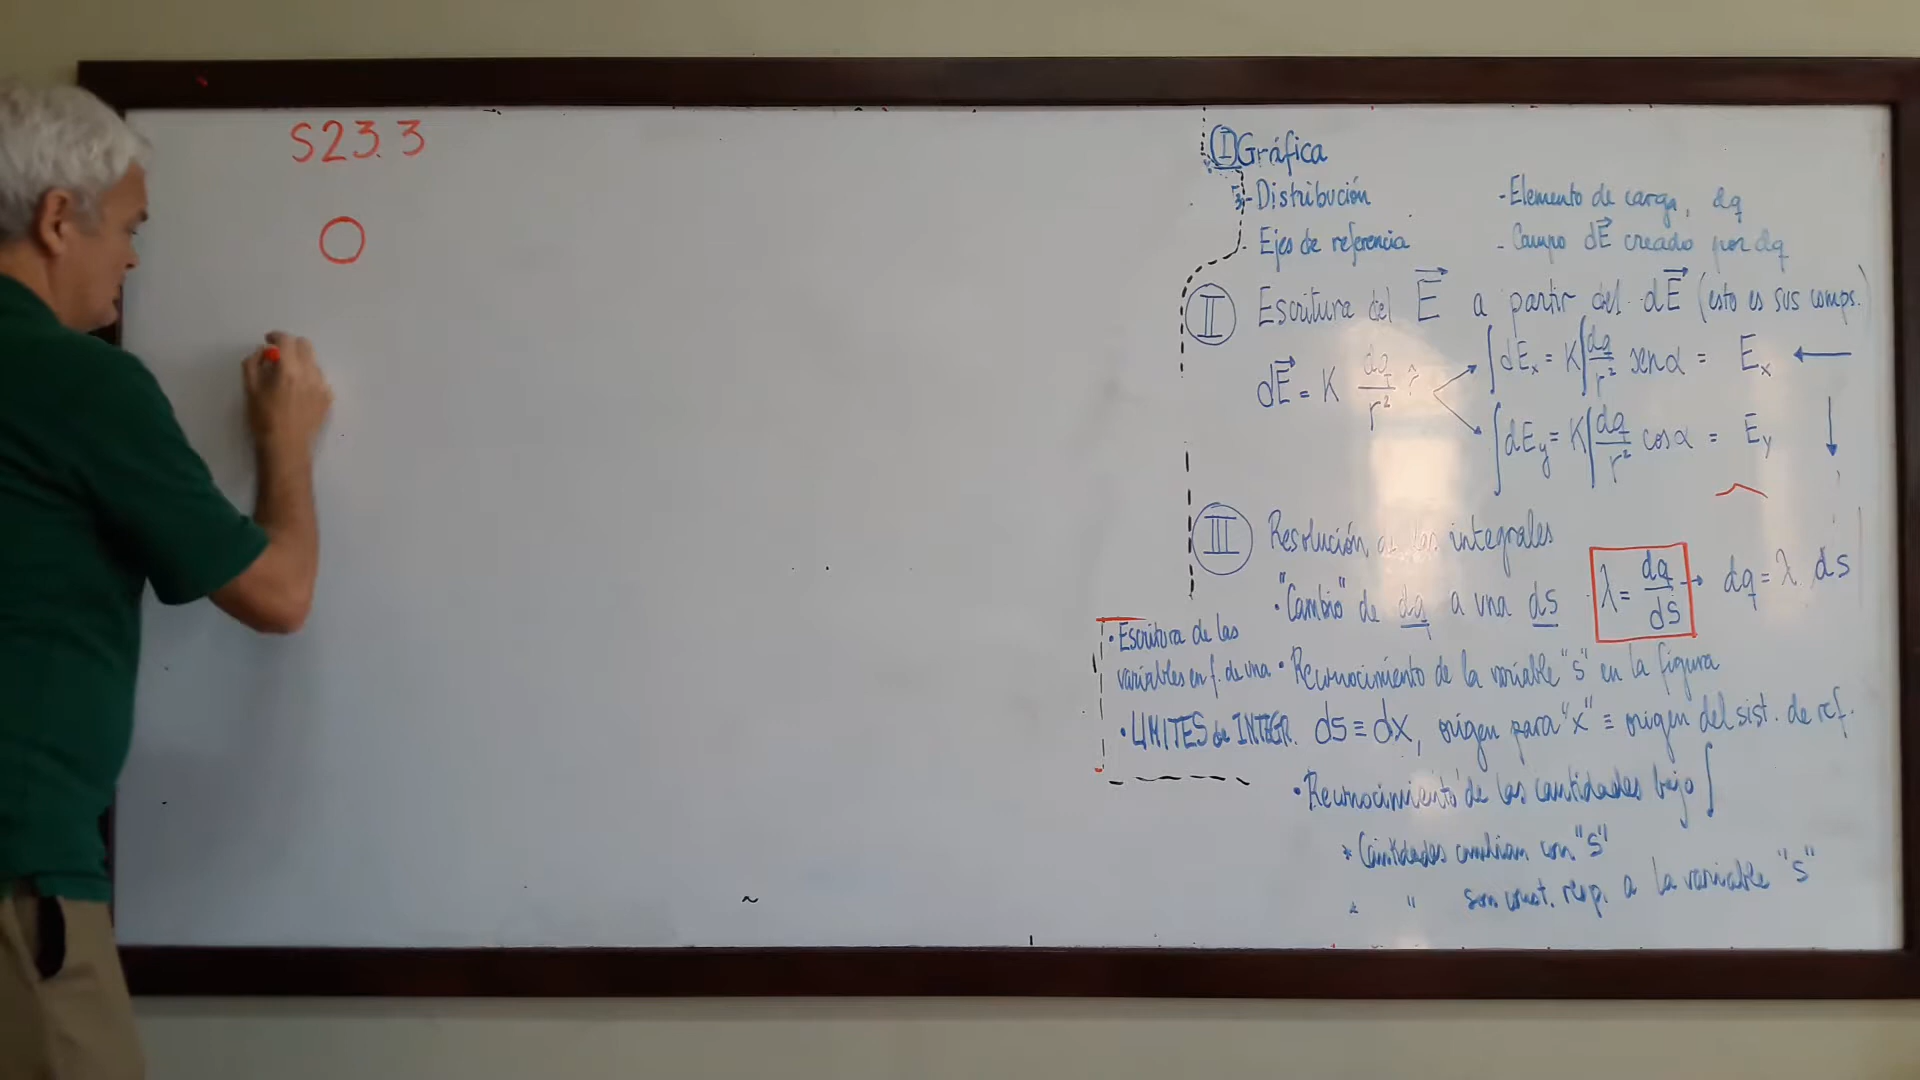 S23.3
I Gráfica
- Distribución
- Ejes de referencia
- Elemento de carga, dq
- Campo dE⃗ creado por dq
II Escritura del E⃗ a partir del dE⃗ (esto es sus comps.
dE⃗ = K dq/r² r̂
∫dEx = K∫dq/r² senα = Ex
∫dEy = K∫dq/r² cosα = Ey
III Resolución de las integrales
• "Cambio" de dq a una ds
λ = dq/ds → dq = λ ds
• Escritura de las
variables en f. de una
• LIMITES de INTEGR.
• Reconocimiento de la variable "s" en la figura
ds ≡ dx, origen para "x" ≡ origen del sist. de ref.
• Reconocimiento de las cantidades bajo ∫
* Cantidades cambian con "s"
* " son const. resp. a la variable "s"